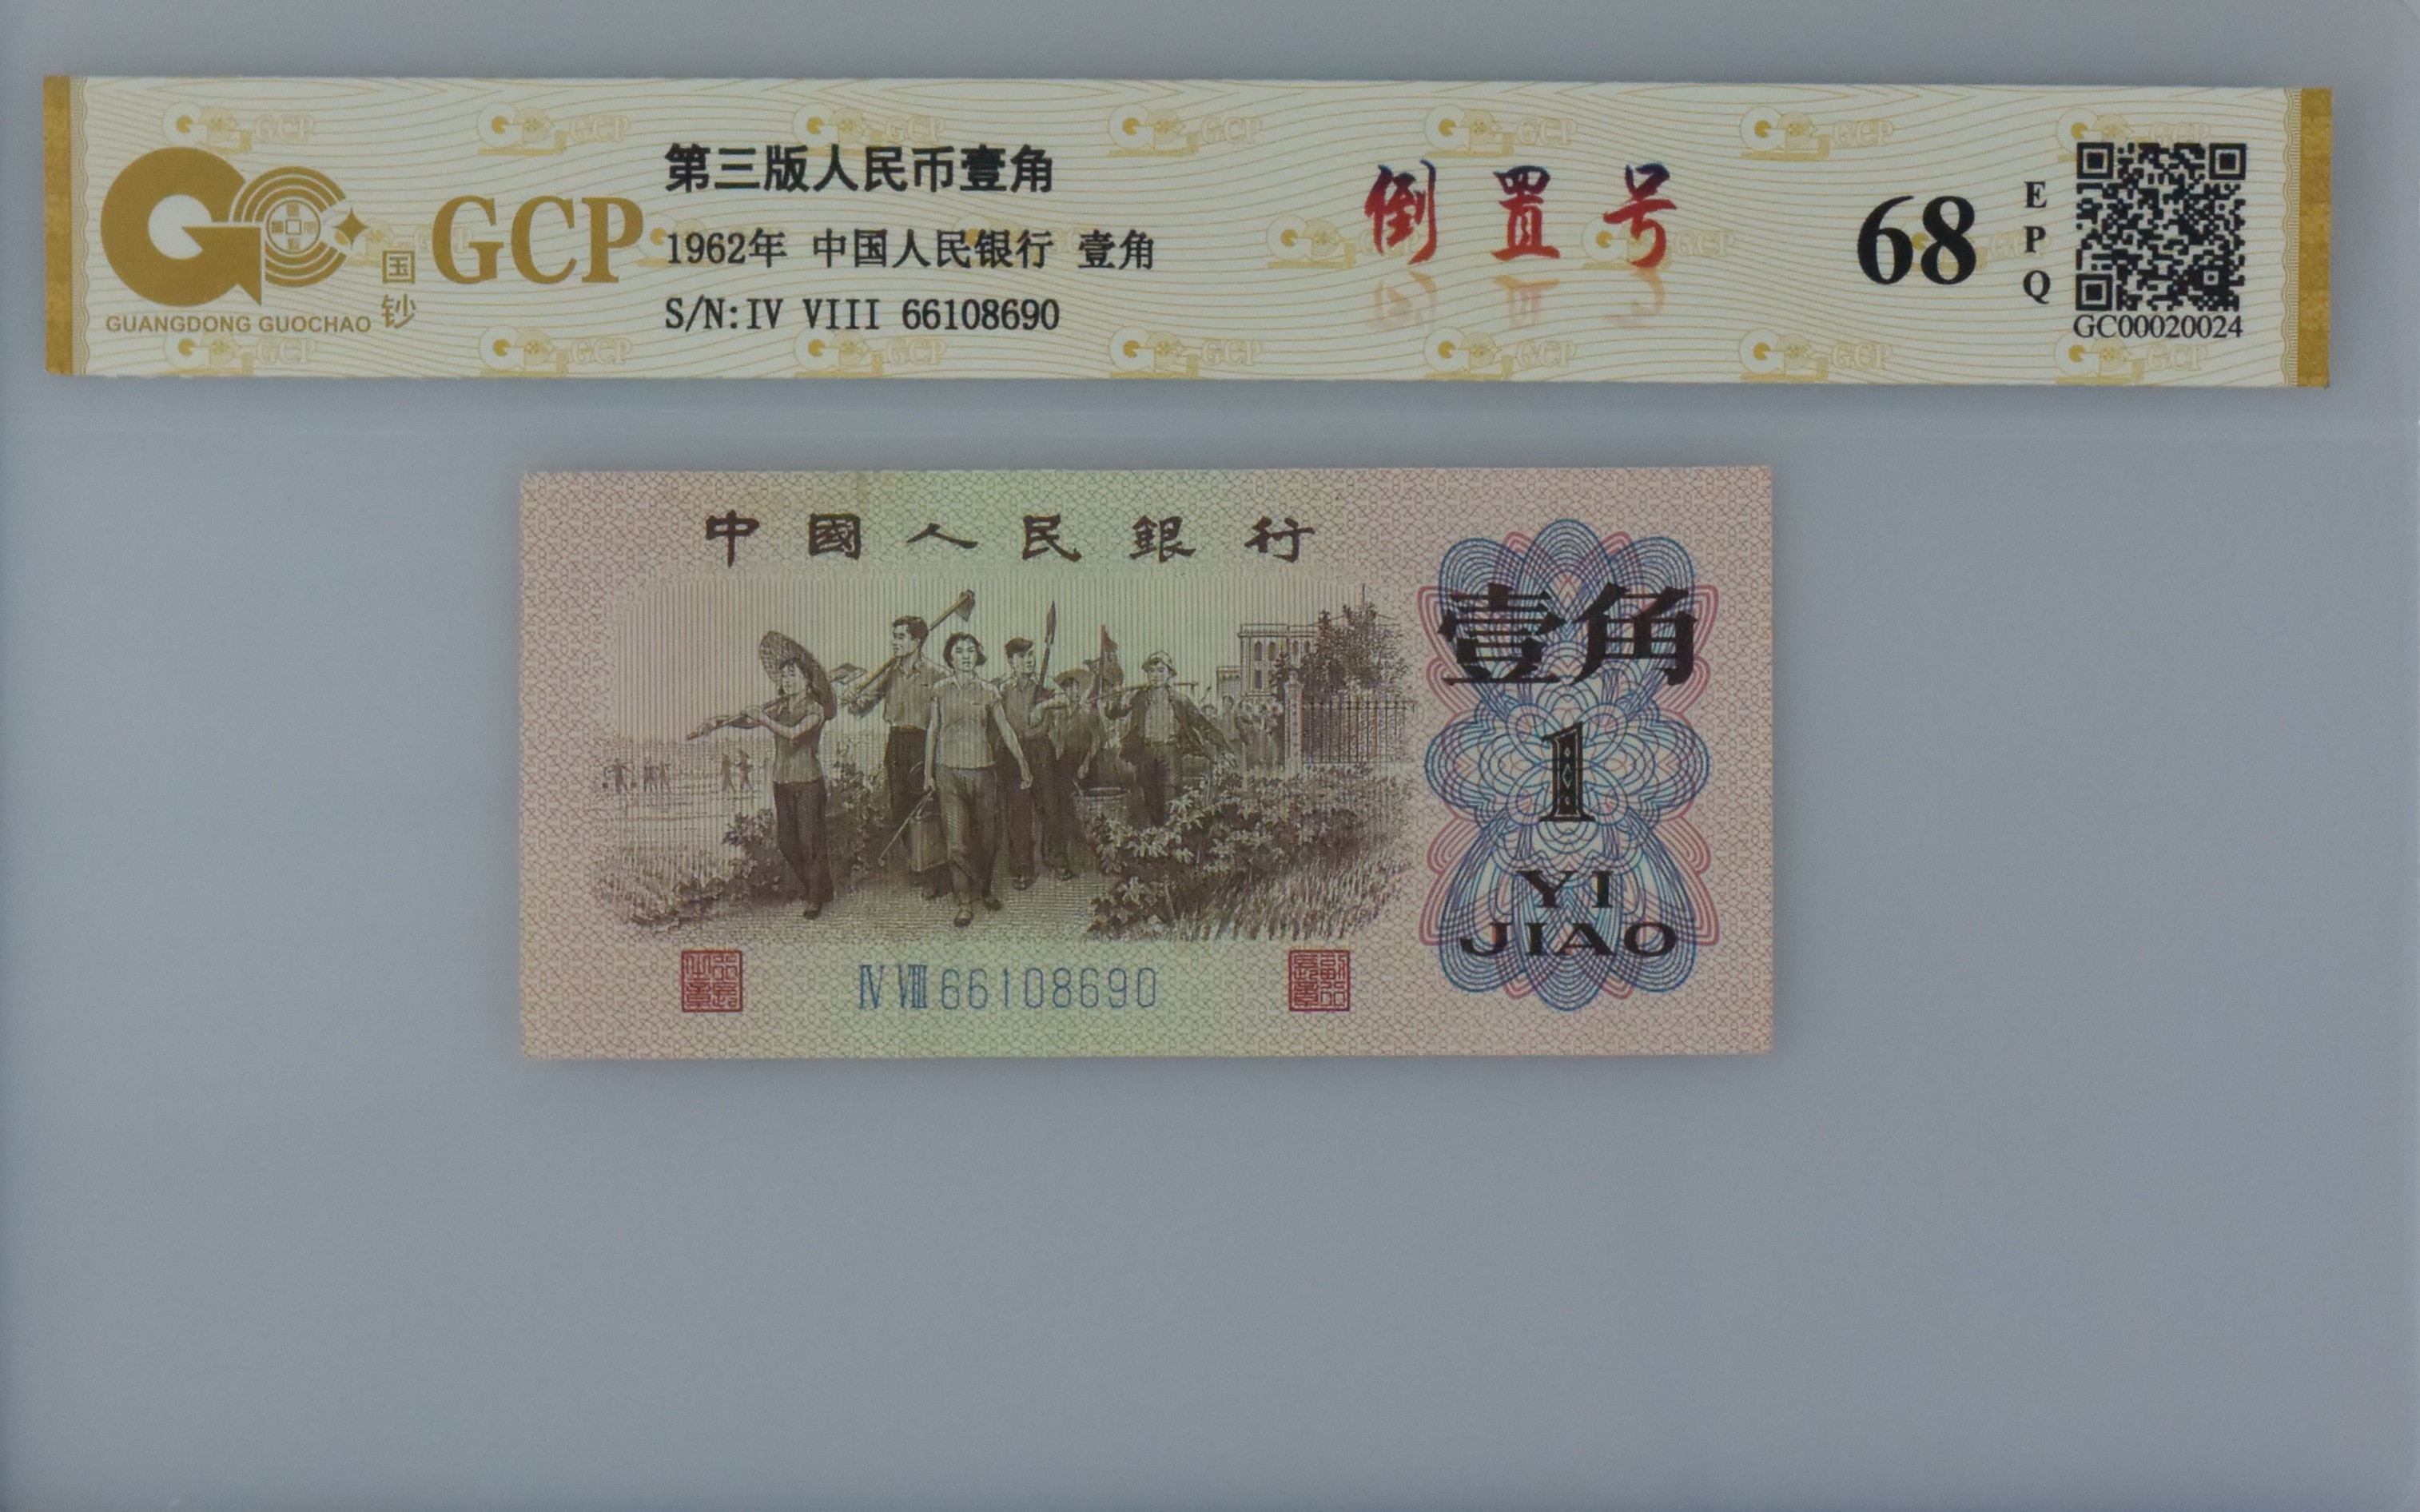 GCP
国
钞
GUANGDONG GUOCHAO
第三版人民币壹角
1962年 中国人民银行 壹角
S/N:IV VIII 66108690
倒置号
68
E
P
Q
GC00020024
中國人民銀行
壹角
1
YI
JIAO
Ⅳ Ⅷ 66108690